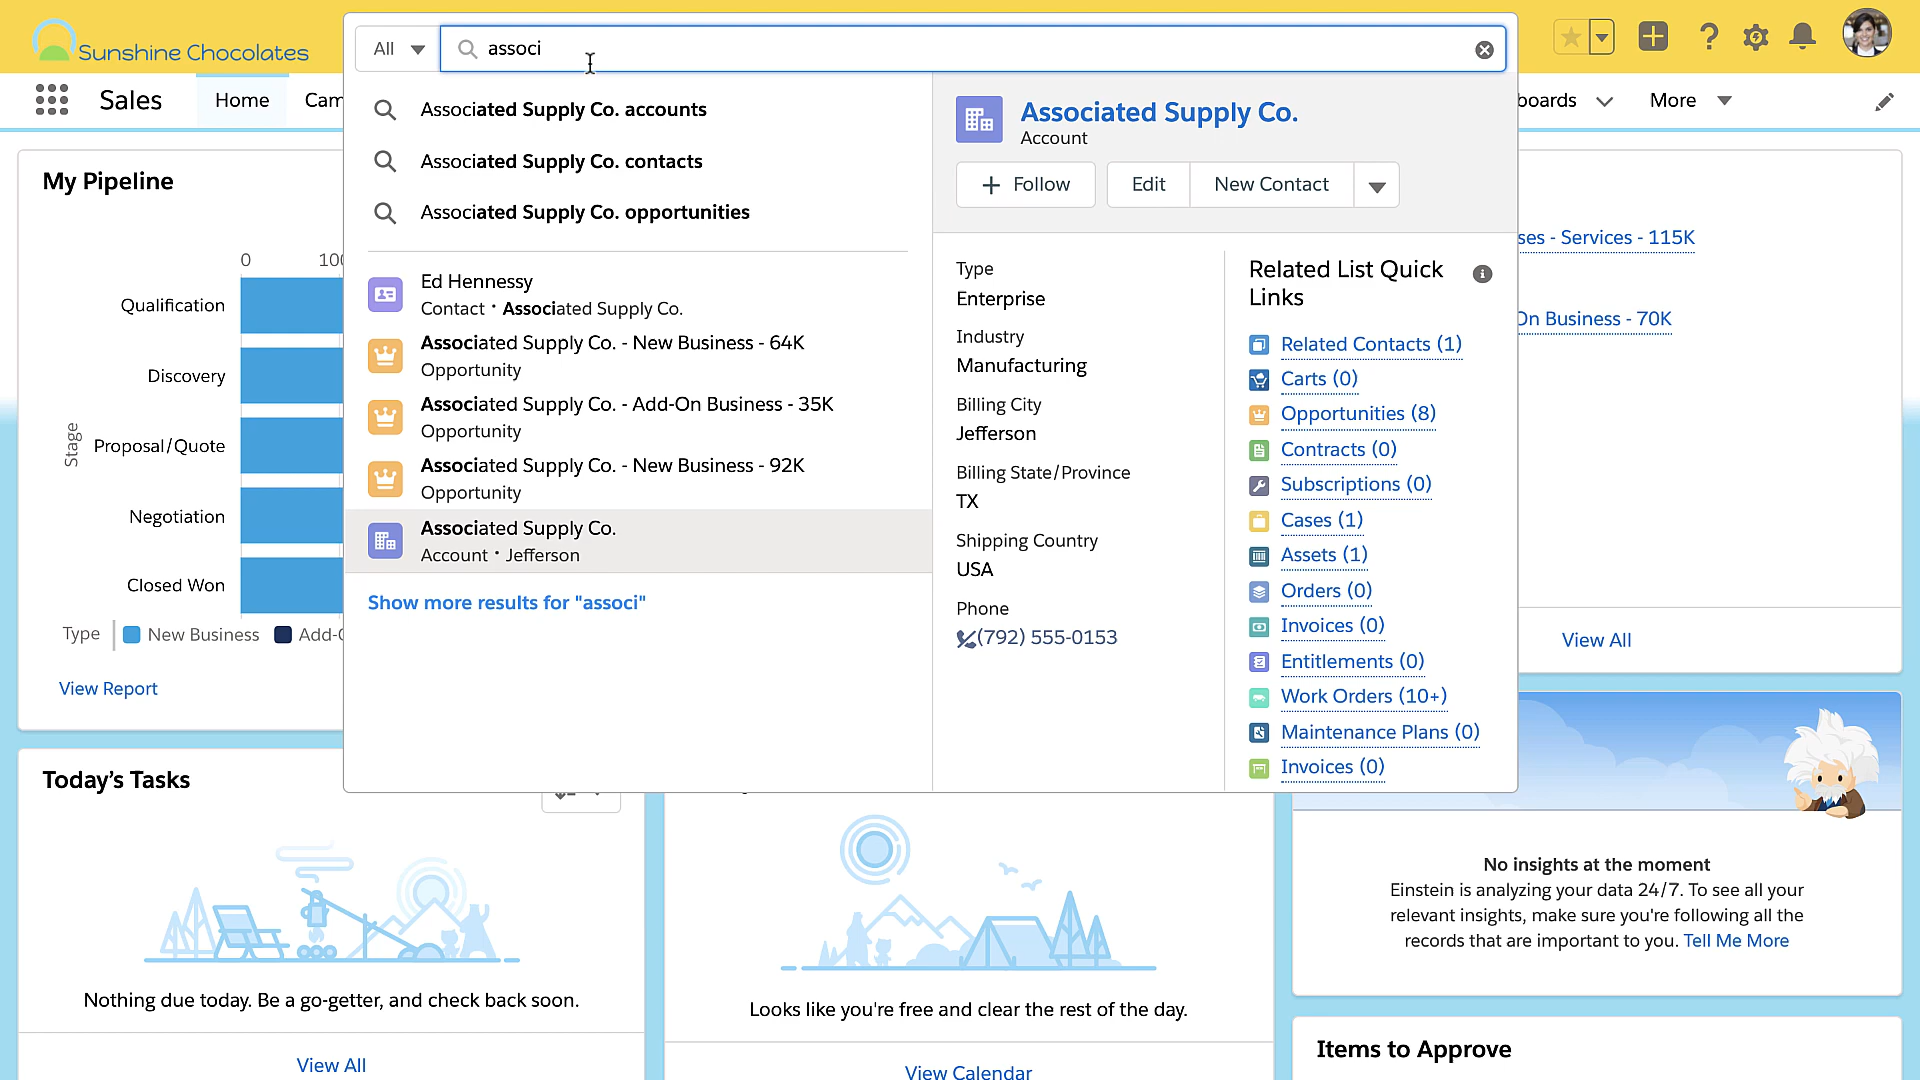 Sunshine Chocolates
All
associ
Sales
Home
Cam
boards
More
Associated Supply Co. accounts
Associated Supply Co. contacts
Associated Supply Co. opportunities
Ed Hennessy
Contact • Associated Supply Co.
Associated Supply Co. - New Business - 64K
Opportunity
Associated Supply Co. - Add-On Business - 35K
Opportunity
Associated Supply Co. - New Business - 92K
Opportunity
Associated Supply Co.
Account • Jefferson
Show more results for "associ"
Associated Supply Co.
Account
+ Follow
Edit
New Contact
Type
Enterprise
Industry
Manufacturing
Billing City
Jefferson
Billing State/Province
TX
Shipping Country
USA
Phone
(792) 555-0153
Related List Quick
Links
Related Contacts (1)
Carts (0)
Opportunities (8)
Contracts (0)
Subscriptions (0)
Cases (1)
Assets (1)
Orders (0)
Invoices (0)
Entitlements (0)
Work Orders (10+)
Maintenance Plans (0)
Invoices (0)
My Pipeline
0
100
Stage
Qualification
Discovery
Proposal/Quote
Negotiation
Closed Won
Type
New Business
Add-O
View Report
ses - Services - 115K
On Business - 70K
View All
Today's Tasks
Nothing due today. Be a go-getter, and check back soon.
View All
Looks like you're free and clear the rest of the day.
View Calendar
No insights at the moment
Einstein is analyzing your data 24/7. To see all your
relevant insights, make sure you're following all the
records that are important to you. Tell Me More
Items to Approve